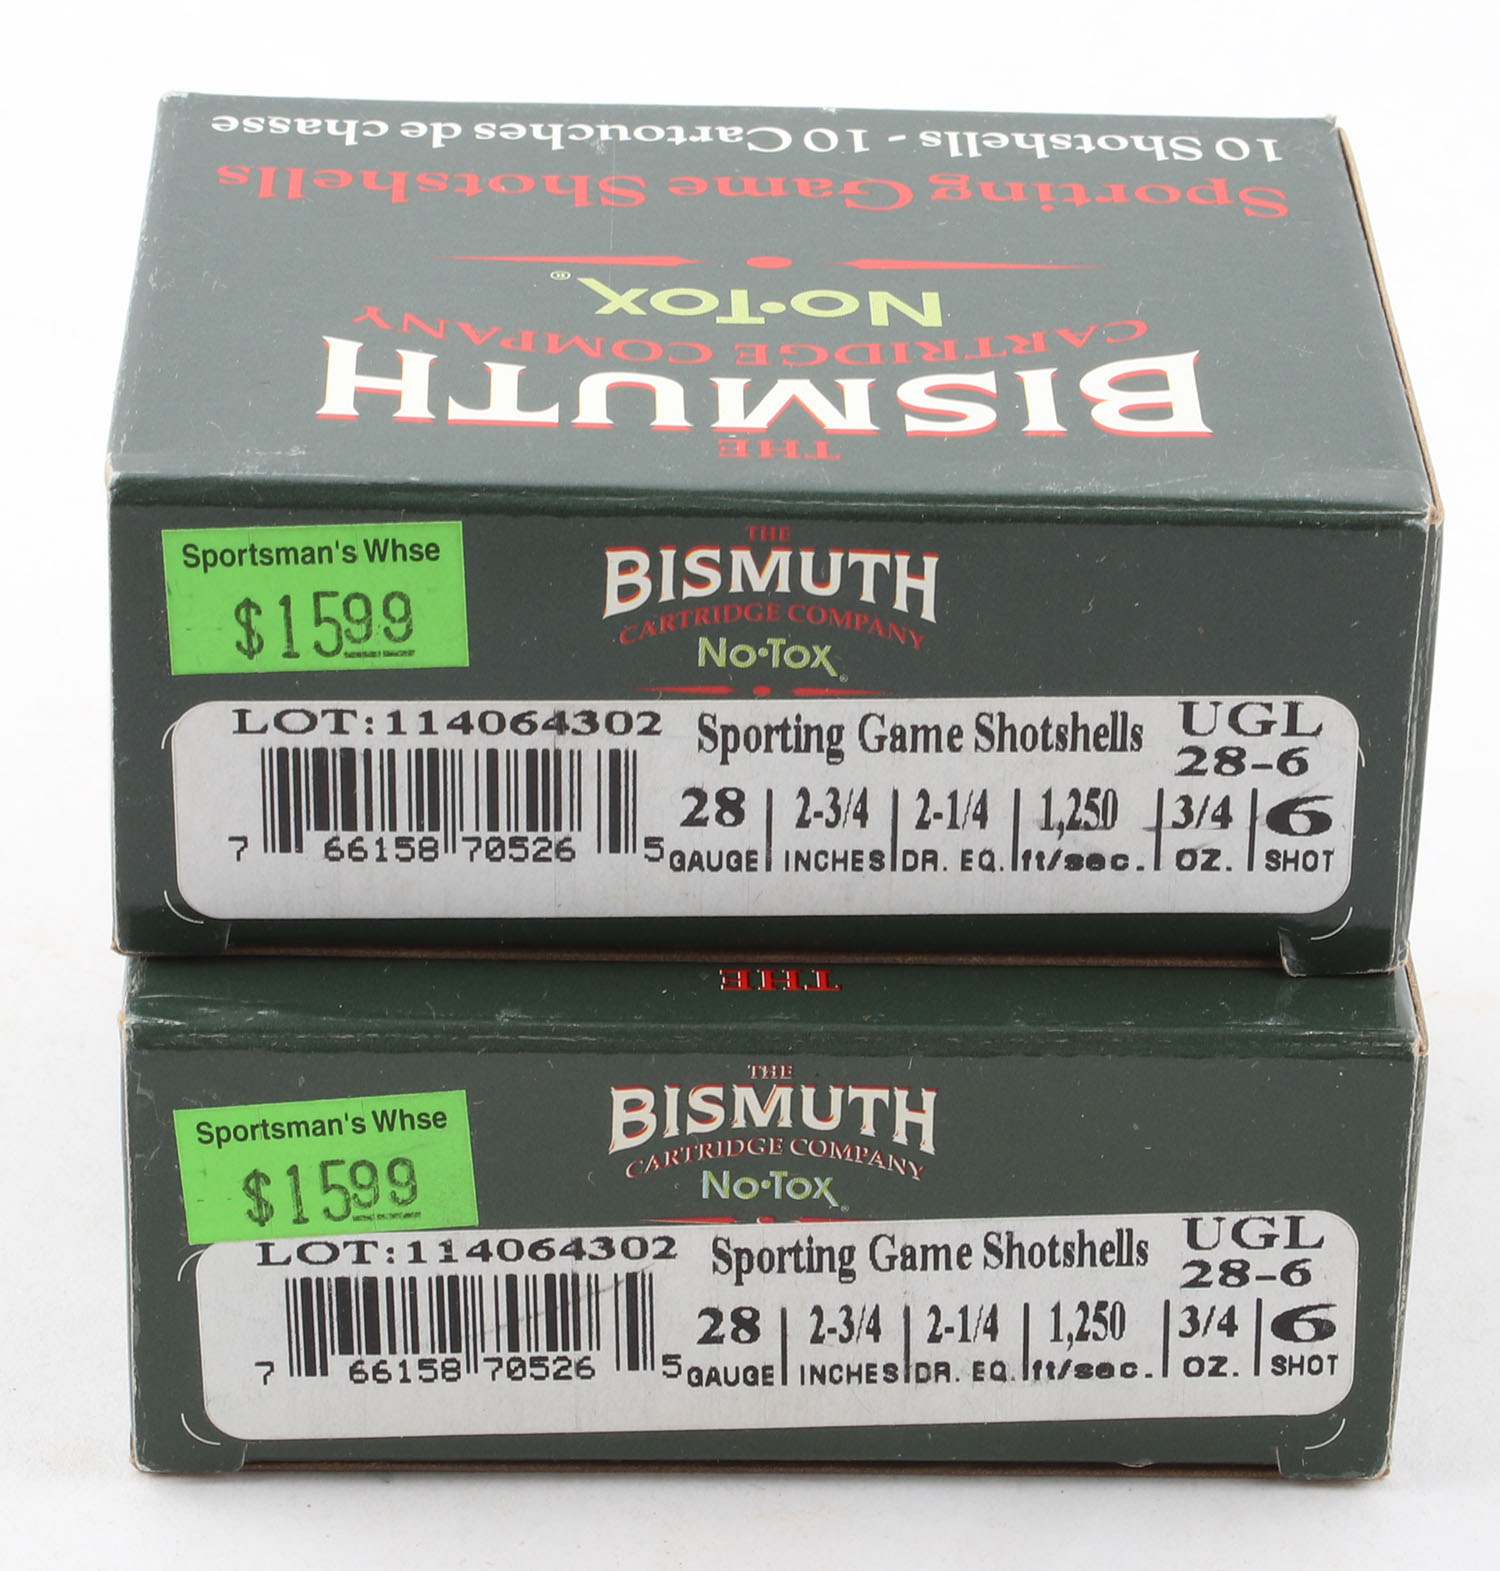 10 Shotshells - 10 Cartouches de chasse
Sporting Game Shotshells
No•Tox®
CARTRIDGE COMPANY
BISMUTH
THE
Sportsman's Whse
$15.99
THE
BISMUTH
CARTRIDGE COMPANY
No•Tox®
LOT:114064302
Sporting Game Shotshells
UGL
28-6
7 66158 70526 5
28 | 2-3/4 | 2-1/4 | 1,250 | 3/4 | 6
GAUGE | INCHES | DR. EQ. | ft/sec. | OZ. | SHOT
THE
Sportsman's Whse
$15.99
THE
BISMUTH
CARTRIDGE COMPANY
No•Tox®
LOT:114064302
Sporting Game Shotshells
UGL
28-6
7 66158 70526 5
28 | 2-3/4 | 2-1/4 | 1,250 | 3/4 | 6
GAUGE | INCHES | DR. EQ. | ft/sec. | OZ. | SHOT